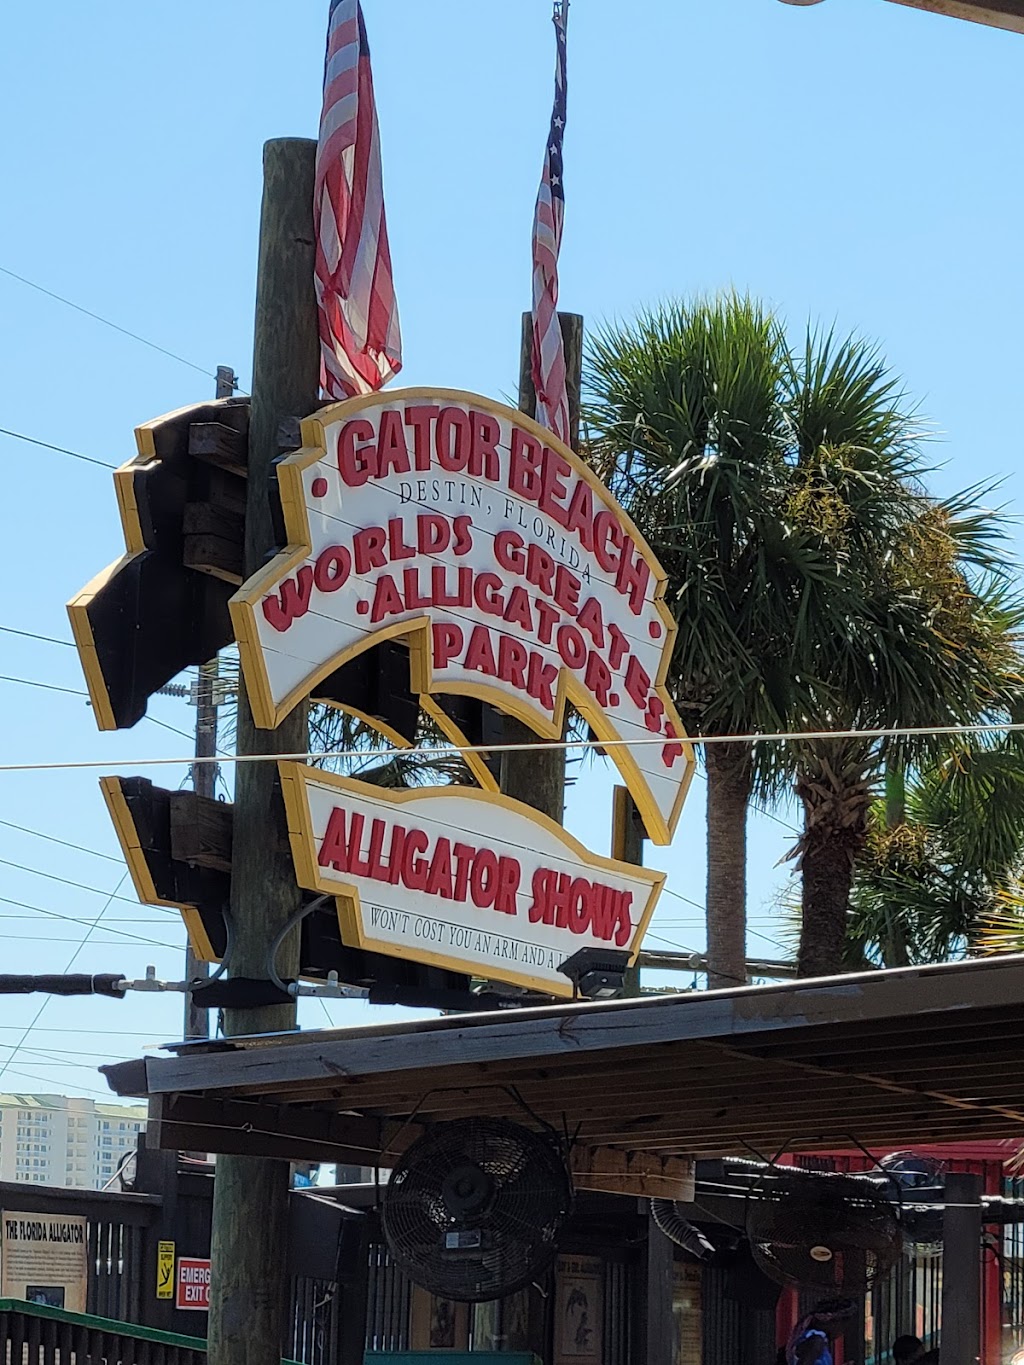 • GATOR BEACH •
DESTIN, FLORIDA
WORLDS GREATEST
•ALLIGATOR.
PARK
ALLIGATOR SHOWS
WON'T COST YOU AN ARM AND A
THE FLORIDA ALLIGATOR
EXIT